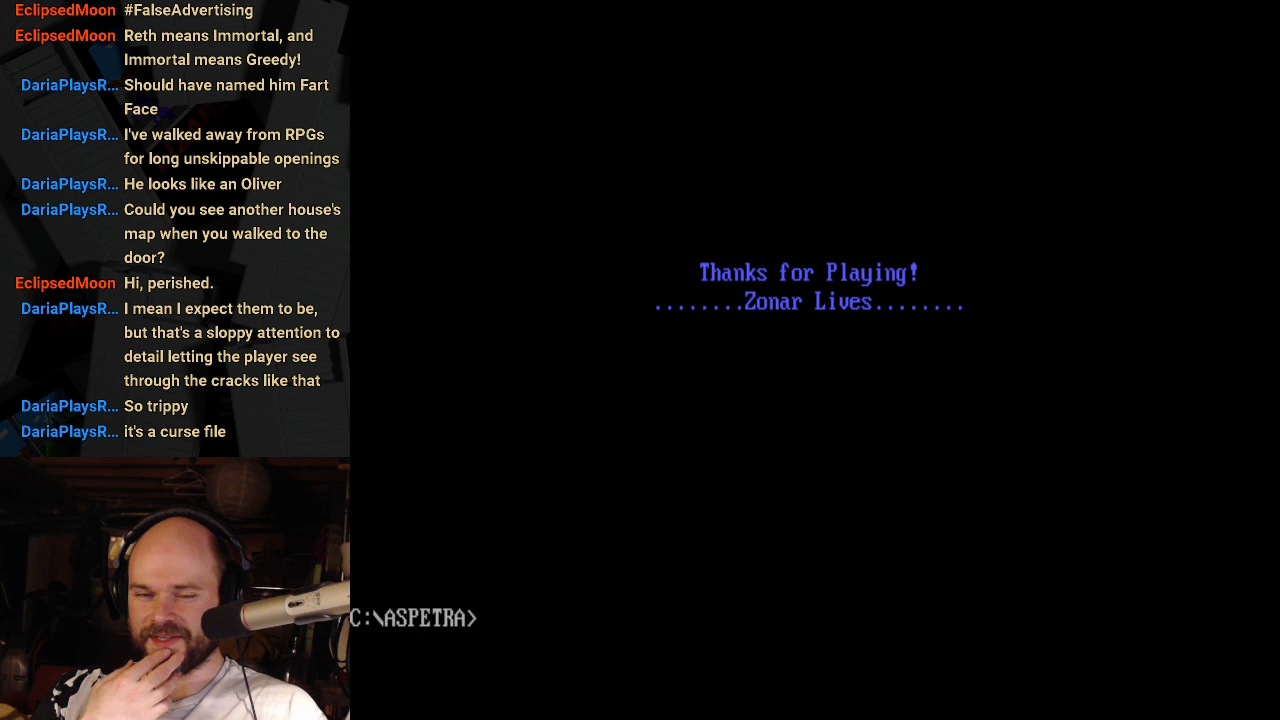 EclipsedMoon #FalseAdvertising
EclipsedMoon Reth means Immortal, and
Immortal means Greedy!
DariaPlaysR... Should have named him Fart
Face
DariaPlaysR... I've walked away from RPGs
for long unskippable openings
DariaPlaysR... He looks like an Oliver
DariaPlaysR... Could you see another house's
map when you walked to the
door?
EclipsedMoon Hi, perished.
DariaPlaysR... I mean I expect them to be,
but that's a sloppy attention to
detail letting the player see
through the cracks like that
DariaPlaysR... So trippy
DariaPlaysR... it's a curse file
Thanks for Playing!
........Zonar Lives........
C:\ASPETRA>